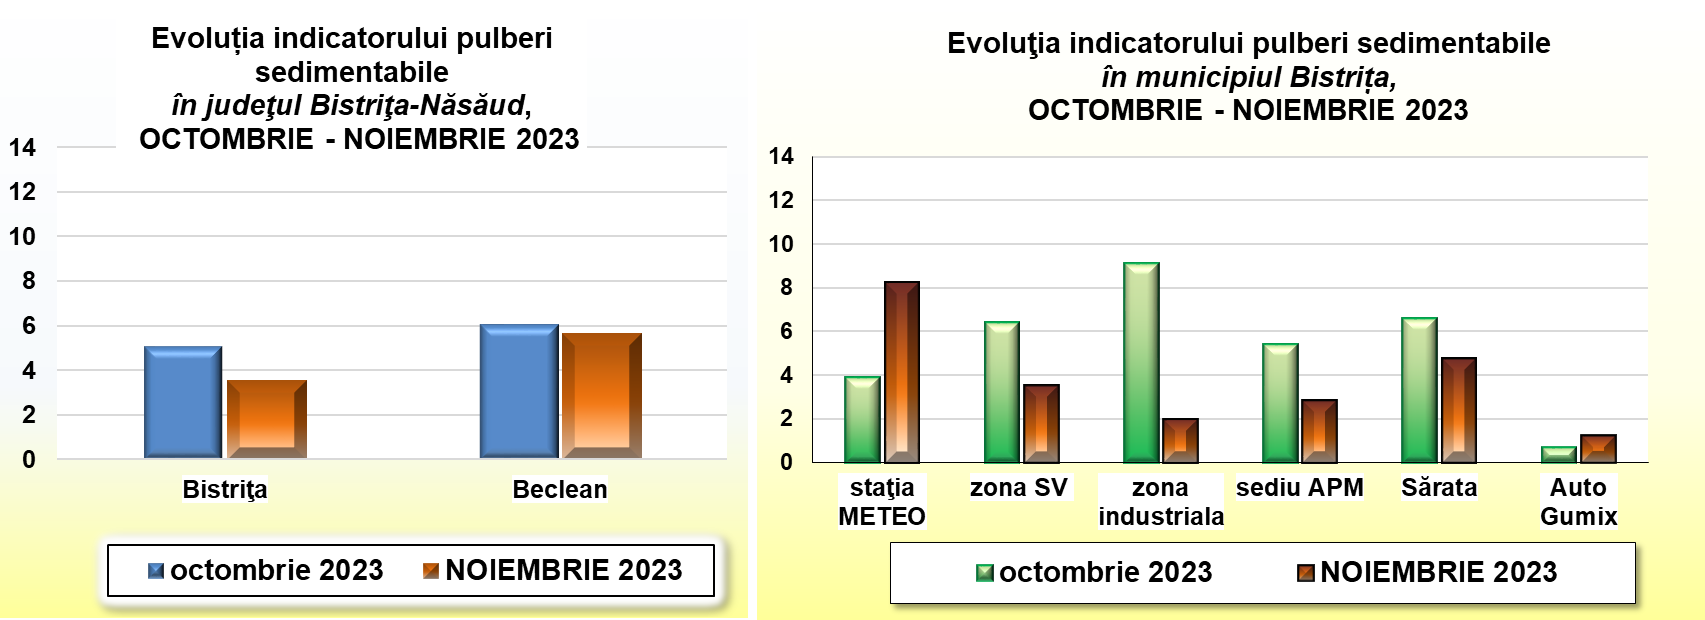 Evoluția indicatorului pulberi
sedimentabile
în judeţul Bistriţa-Năsăud,
OCTOMBRIE - NOIEMBRIE 2023
14
12
10
8
6
4
2
0
Bistriţa
Beclean
octombrie 2023
NOIEMBRIE 2023
Evoluţia indicatorului pulberi sedimentabile
în municipiul Bistrița,
OCTOMBRIE - NOIEMBRIE 2023
14
12
10
8
6
4
2
0
staţia
METEO
zona SV
zona
industriala
sediu APM
Sărata
Auto
Gumix
octombrie 2023
NOIEMBRIE 2023